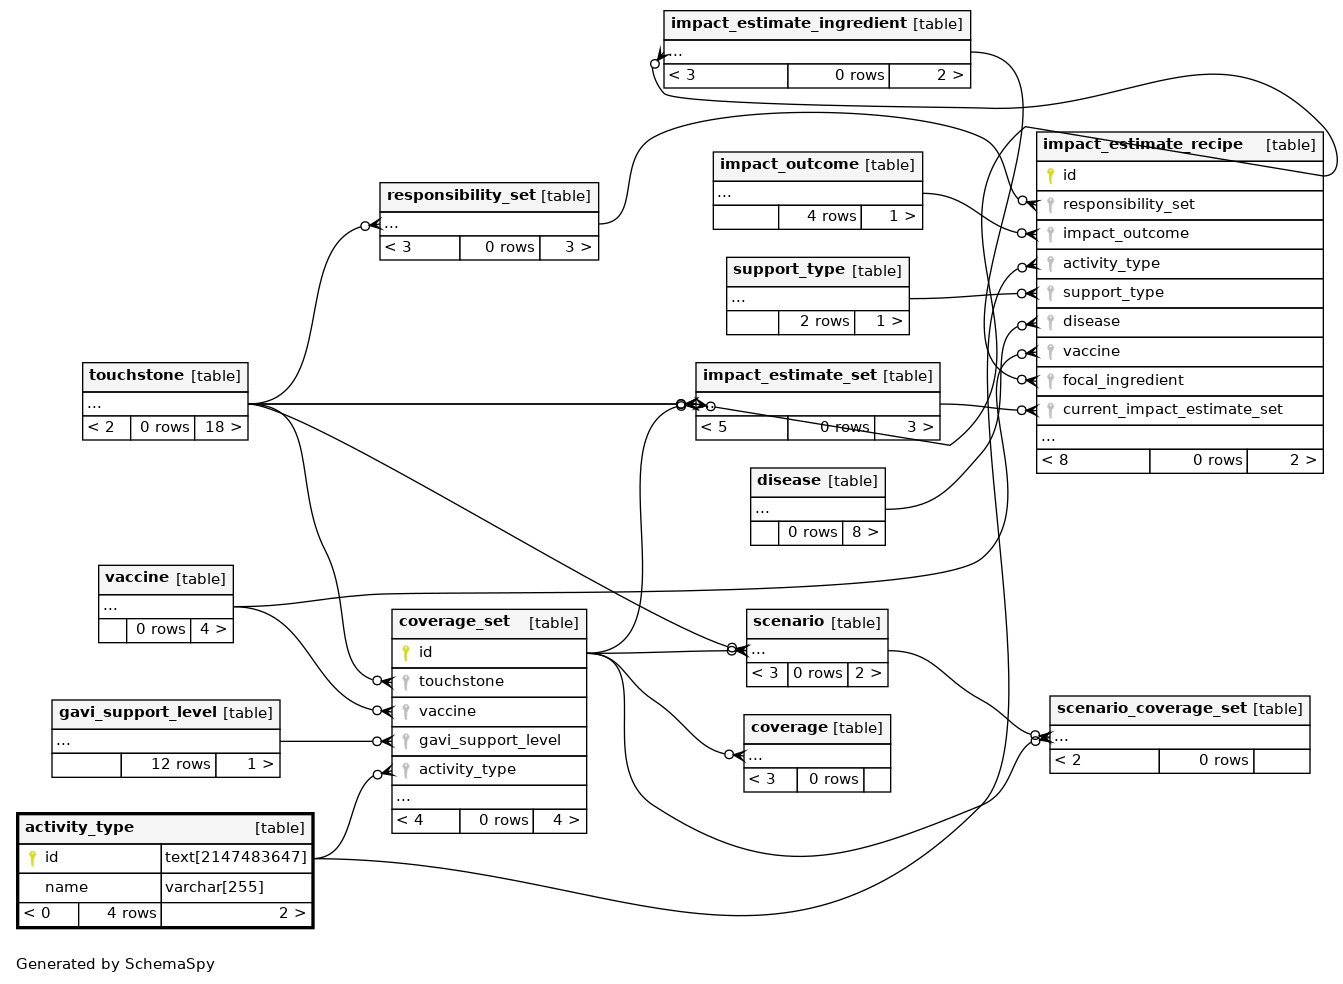 impact_estimate_ingredient [table]
...
< 3 0 rows 2 >
impact_estimate_recipe [table]
id
responsibility_set
impact_outcome
activity_type
support_type
disease
vaccine
focal_ingredient
current_impact_estimate_set
...
< 8 0 rows 2 >
impact_outcome [table]
...
4 rows 1 >
responsibility_set [table]
...
< 3 0 rows 3 >
support_type [table]
...
2 rows 1 >
touchstone [table]
...
< 2 0 rows 18 >
impact_estimate_set [table]
< 5 0 rows 3 >
disease [table]
...
0 rows 8 >
vaccine [table]
...
0 rows 4 >
coverage_set [table]
id
touchstone
vaccine
gavi_support_level
activity_type
...
< 4 0 rows 4 >
scenario [table]
...
< 3 0 rows 2 >
gavi_support_level [table]
...
12 rows 1 >
coverage [table]
...
< 3 0 rows
scenario_coverage_set [table]
...
< 2 0 rows
activity_type [table]
id text[2147483647]
name varchar[255]
< 0 4 rows 2 >
Generated by SchemaSpy